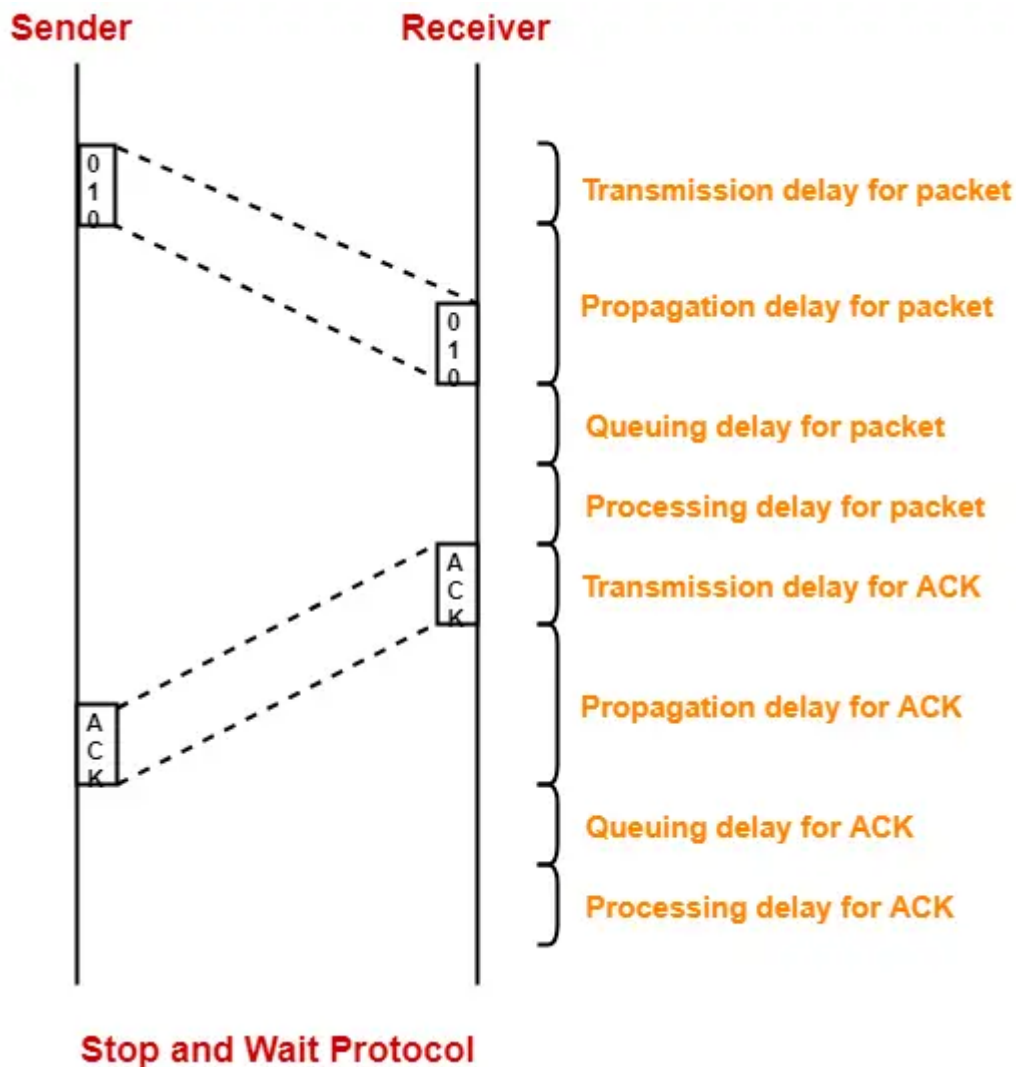 Sender
Receiver
0
1
0
Transmission delay for packet
Propagation delay for packet
0
1
0
Queuing delay for packet
Processing delay for packet
A
C
K
Transmission delay for ACK
Propagation delay for ACK
A
C
K
Queuing delay for ACK
Processing delay for ACK
Stop and Wait Protocol